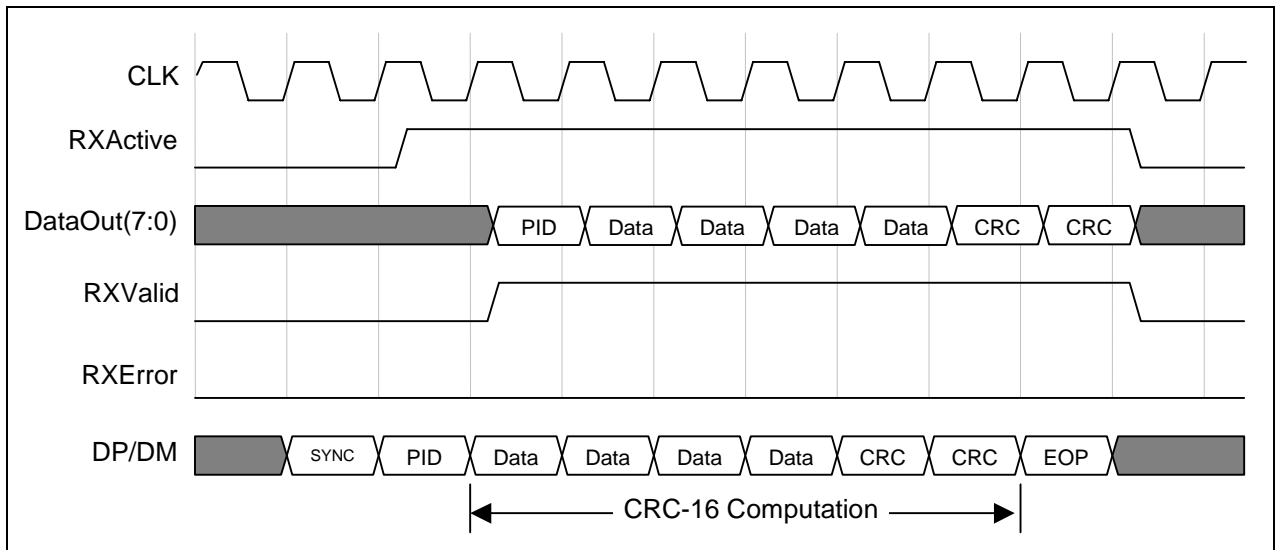 CLK
RXActive
DataOut(7:0) PID Data Data Data Data CRC CRC
RXValid
RXError
DP/DM SYNC PID Data Data Data Data CRC CRC EOP
CRC-16 Computation